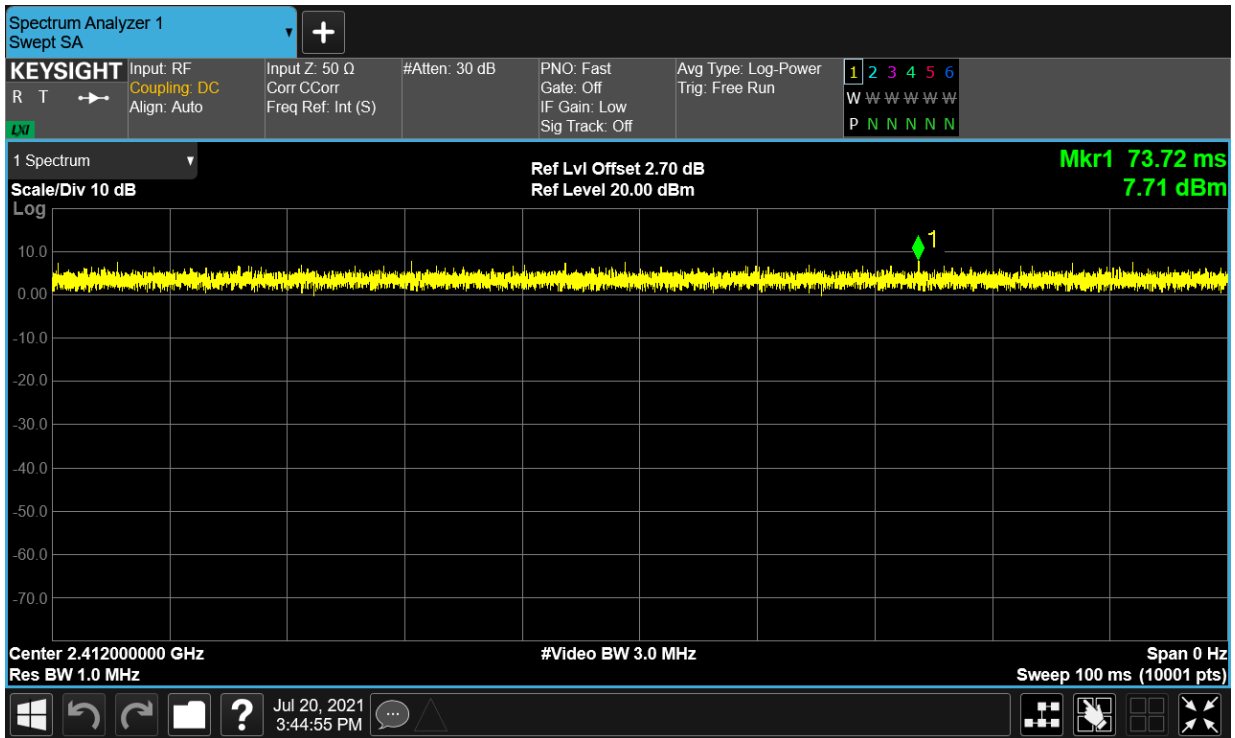 Spectrum Analyzer 1
Swept SA
KEYSIGHT
R T
LXI
Input: RF
Coupling: DC
Align: Auto
Input Z: 50 Ω
Corr CCorr
Freq Ref: Int (S)
#Atten: 30 dB
PNO: Fast
Gate: Off
IF Gain: Low
Sig Track: Off
Avg Type: Log-Power
Trig: Free Run
1 2 3 4 5 6
W W W W W W
P N N N N N
1 Spectrum
Scale/Div 10 dB
Log
Ref Lvl Offset 2.70 dB
Ref Level 20.00 dBm
Mkr1 73.72 ms
7.71 dBm
1
10.0
0.00
-10.0
-20.0
-30.0
-40.0
-50.0
-60.0
-70.0
Center 2.412000000 GHz
Res BW 1.0 MHz
#Video BW 3.0 MHz
Span 0 Hz
Sweep 100 ms (10001 pts)
?
Jul 20, 2021
3:44:55 PM